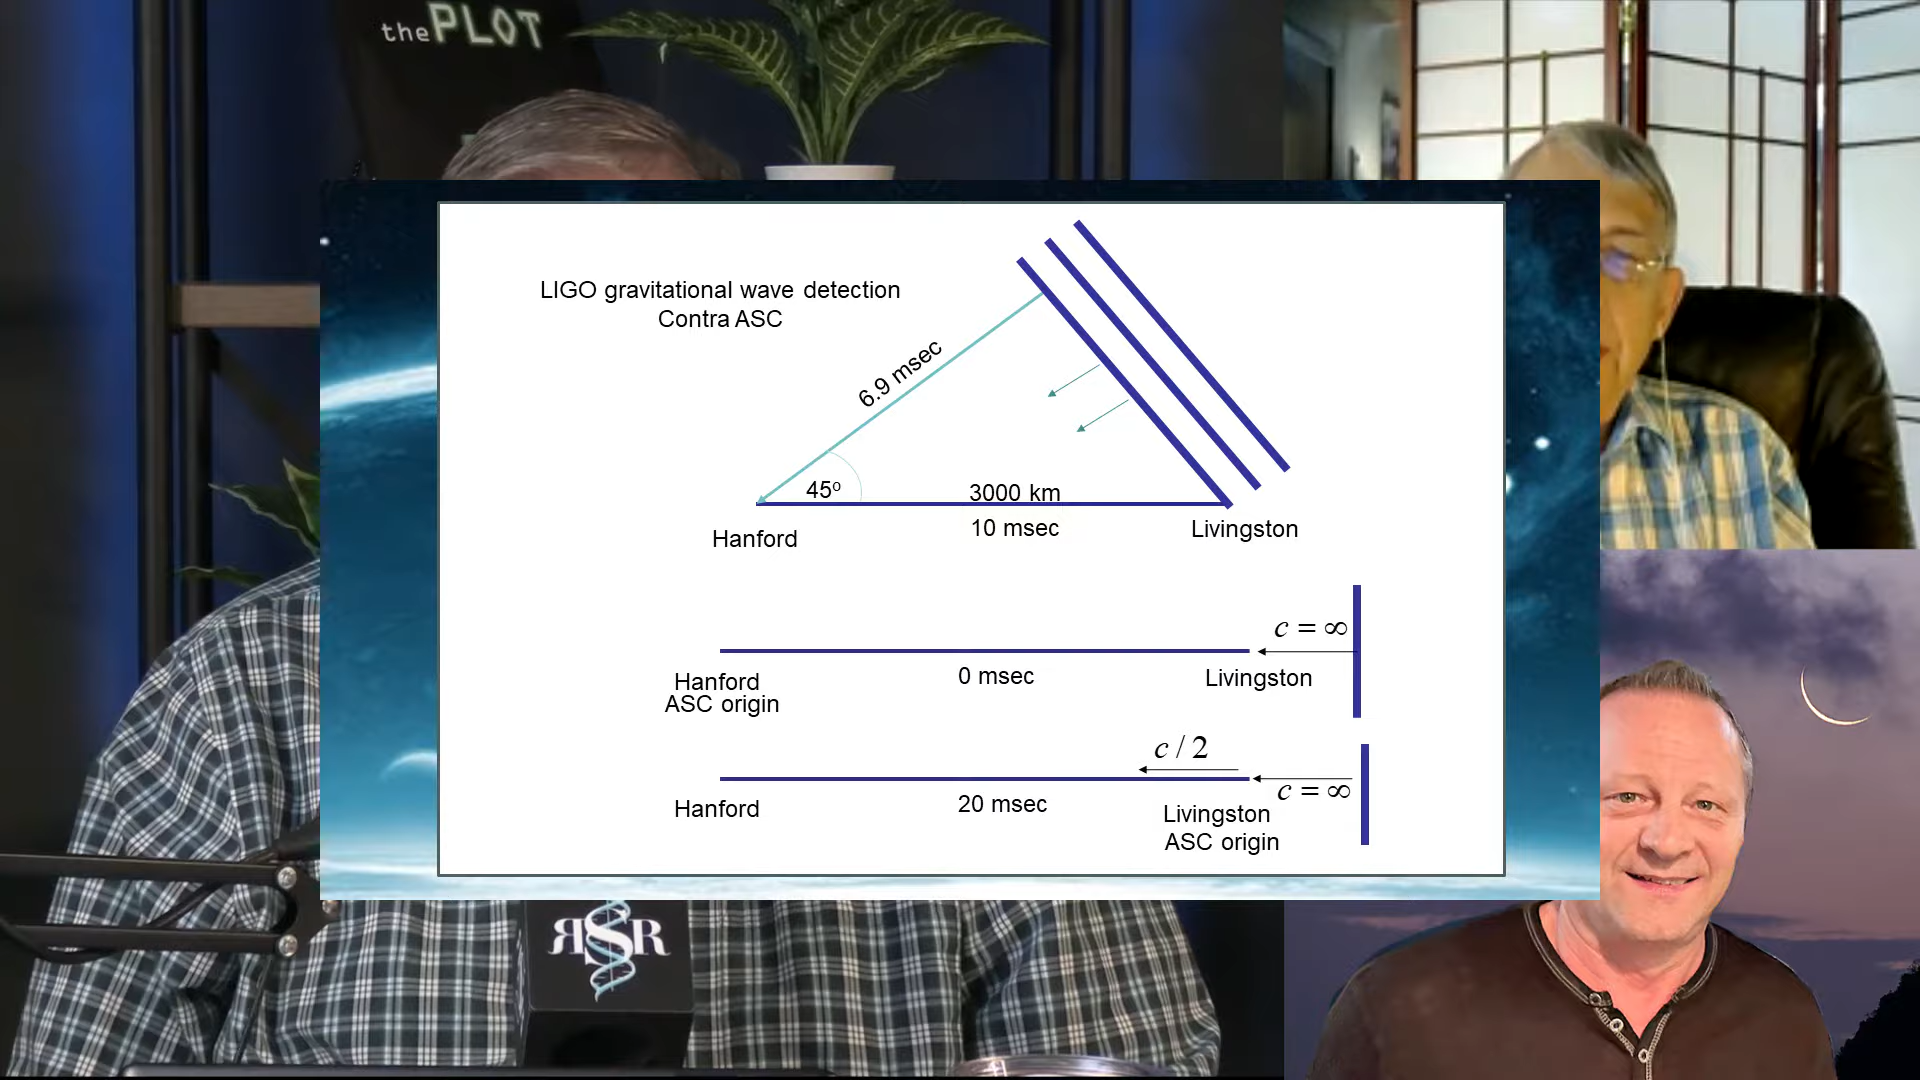 thePLOT
LIGO gravitational wave detection
Contra ASC
6.9 msec
45o
3000 km
10 msec
Hanford
Livingston
c = ∞
0 msec
Hanford
ASC origin
Livingston
c / 2
c = ∞
20 msec
Hanford
Livingston
ASC origin
RSR